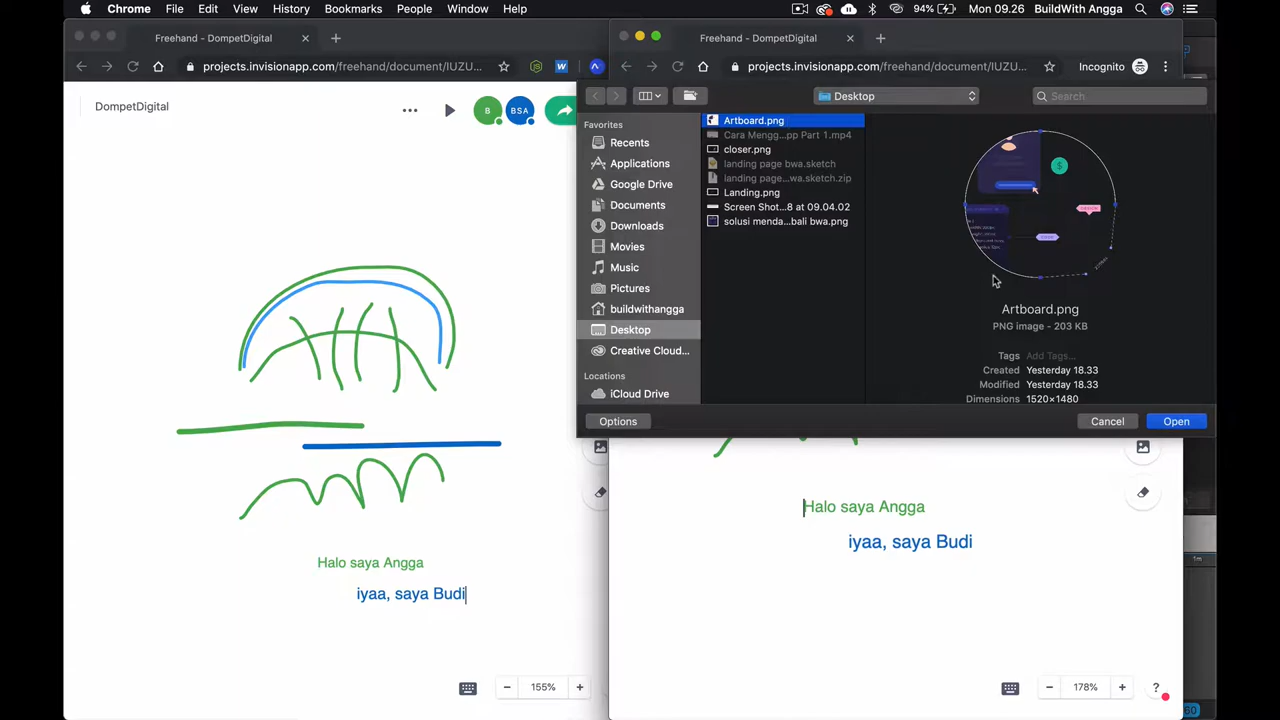 Chrome File Edit View History Bookmarks People Window Help 94% Mon 09.26 BuildWith Angga
Freehand - DompetDigital
projects.invisionapp.com/freehand/document/IUZU...
DompetDigital
B BSA
Halo saya Angga
iyaa, saya Budi
155%
Freehand - DompetDigital
projects.invisionapp.com/freehand/document/IUZU... Incognito
Desktop Search
Favorites
Recents
Applications
Google Drive
Documents
Downloads
Movies
Music
Pictures
buildwithangga
Desktop
Creative Cloud...
Locations
iCloud Drive
Artboard.png
Cara Mengg...pp Part 1.mp4
closer.png
landing page bwa.sketch
landing page...wa.sketch.zip
Landing.png
Screen Shot...8 at 09.04.02
solusi menda...bali bwa.png
Artboard.png
PNG image - 203 KB
Tags Add Tags...
Created Yesterday 18.33
Modified Yesterday 18.33
Dimensions 1520×1480
Options Cancel Open
Halo saya Angga
iyaa, saya Budi
178% ?